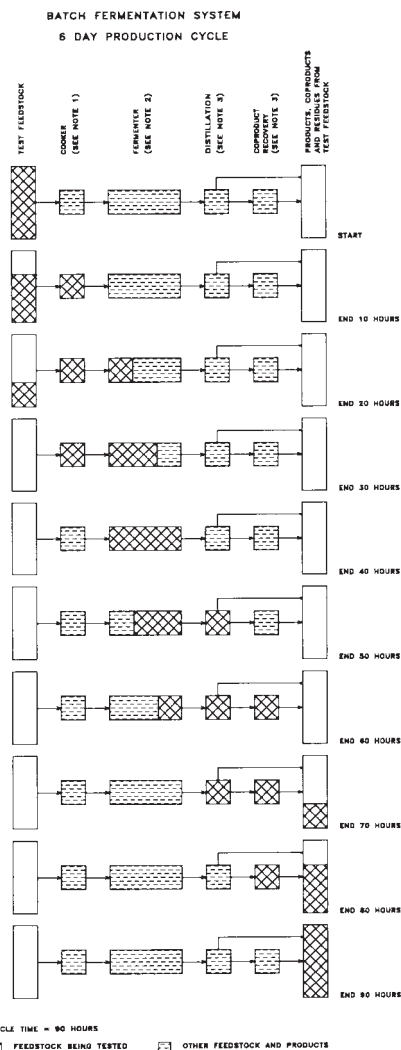 BATCH FERMENTATION SYSTEM
6 DAY PRODUCTION CYCLE
TEST FEEDSTOCK
COOKER
(SEE NOTE 1)
FERMENTER
(SEE NOTE 2)
DISTILLATION
(SEE NOTE 3)
COPRODUCT
RECOVERY
(SEE NOTE 3)
PRODUCTS, COPRODUCTS
AND RESIDUES FROM
TEST FEEDSTOCK
START
END 10 HOURS
END 20 HOURS
END 30 HOURS
END 40 HOURS
END 50 HOURS
END 60 HOURS
END 70 HOURS
END 80 HOURS
END 90 HOURS
CLE TIME = 90 HOURS
FEEDSTOCK BEING TESTED
OTHER FEEDSTOCK AND PRODUCTS